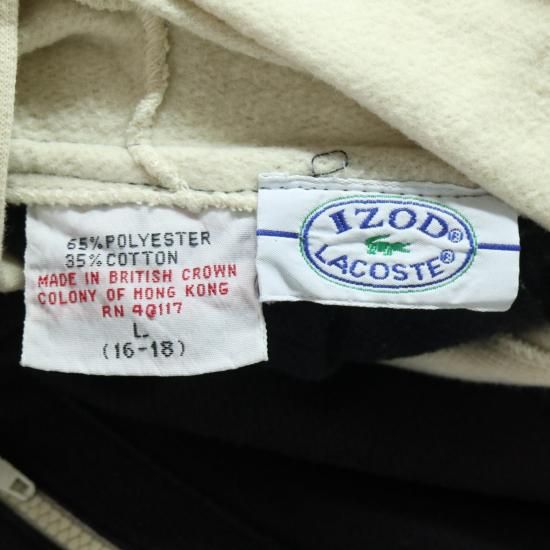 65% POLYESTER
35% COTTON
MADE IN BRITISH CROWN
COLONY OF HONG KONG
RN 40117
L
(16-18)
IZOD®
LACOSTE®